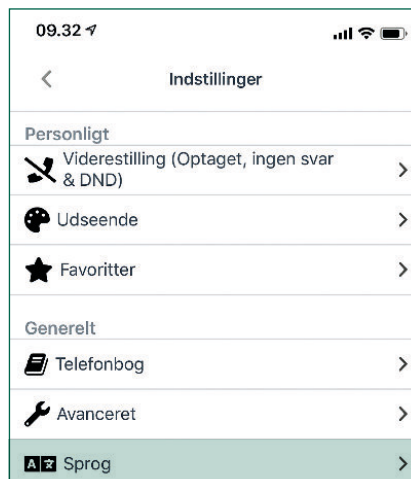 09.32
Indstillinger
Personligt
Viderestilling (Optaget, ingen svar
& DND)
Udseende
Favoritter
Generelt
Telefonbog
Avanceret
Sprog